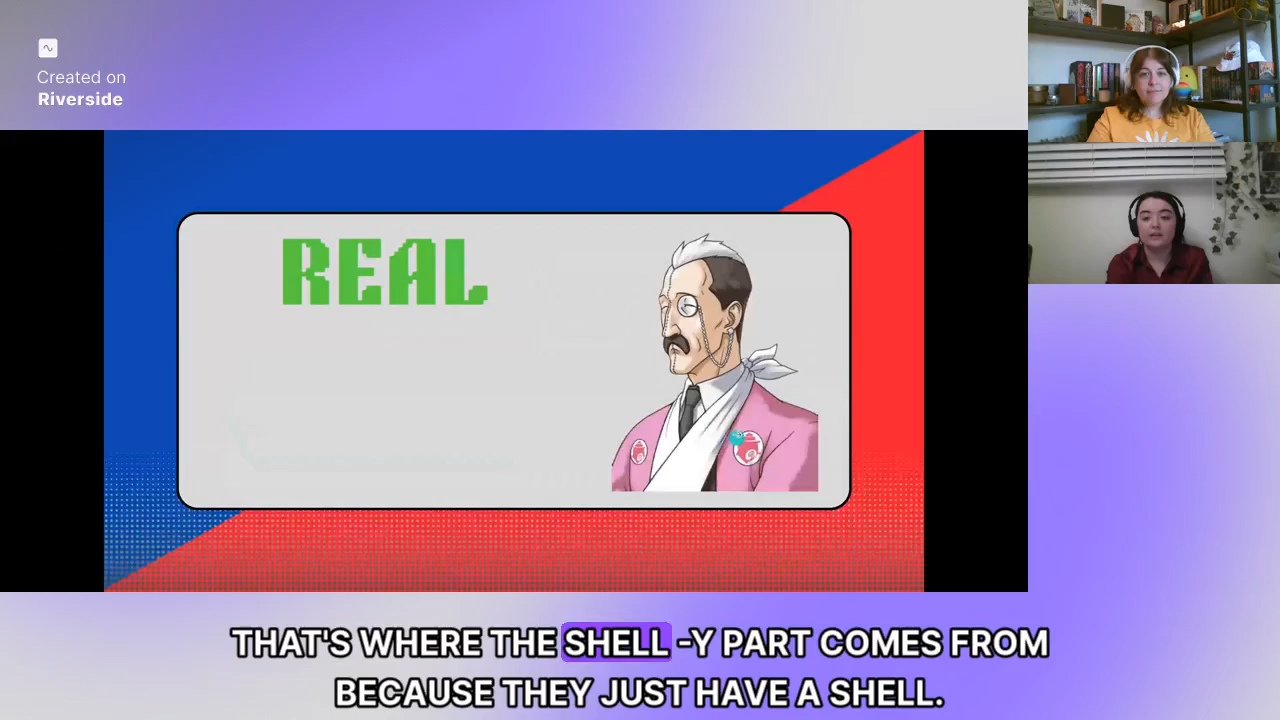 Created on
Riverside
REAL
THAT'S WHERE THE SHELL -Y PART COMES FROM
BECAUSE THEY JUST HAVE A SHELL.